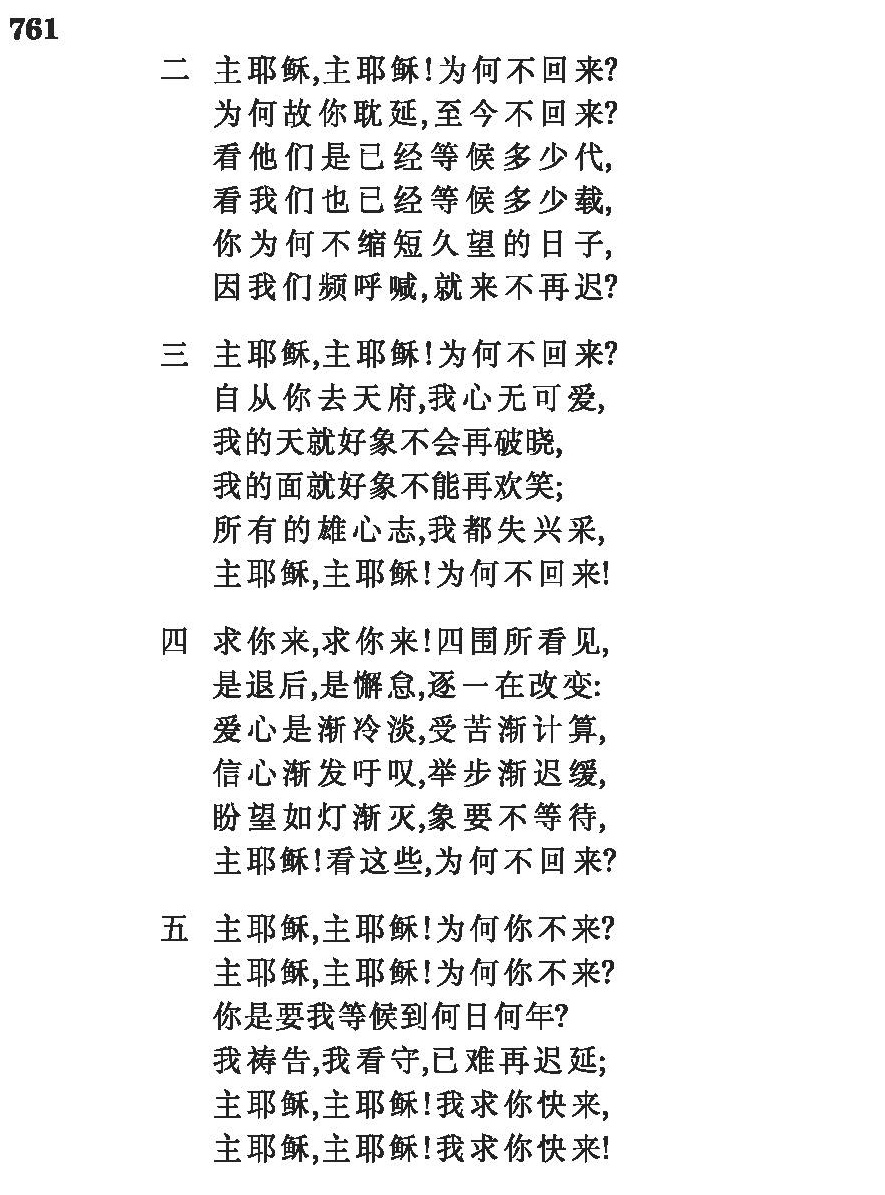 761
二 主耶稣,主耶稣!为何不回来?
为何故你耽延,至今不回来?
看他们是已经等候多少代,
看我们也已经等候多少载,
你为何不缩短久望的日子,
因我们频呼喊,就来不再迟?
三 主耶稣,主耶稣!为何不回来?
自从你去天府,我心无可爱,
我的天就好象不会再破晓,
我的面就好象不能再欢笑;
所有的雄心志,我都失兴采,
主耶稣,主耶稣!为何不回来!
四 求你来,求你来!四围所看见,
是退后,是懈怠,逐一在改变:
爱心是渐冷淡,受苦渐计算,
信心渐发吁叹,举步渐迟缓,
盼望如灯渐灭,象要不等待,
主耶稣!看这些,为何不回来?
五 主耶稣,主耶稣!为何你不来?
主耶稣,主耶稣!为何你不来?
你是要我等候到何日何年?
我祷告,我看守,已难再迟延;
主耶稣,主耶稣!我求你快来,
主耶稣,主耶稣!我求你快来!